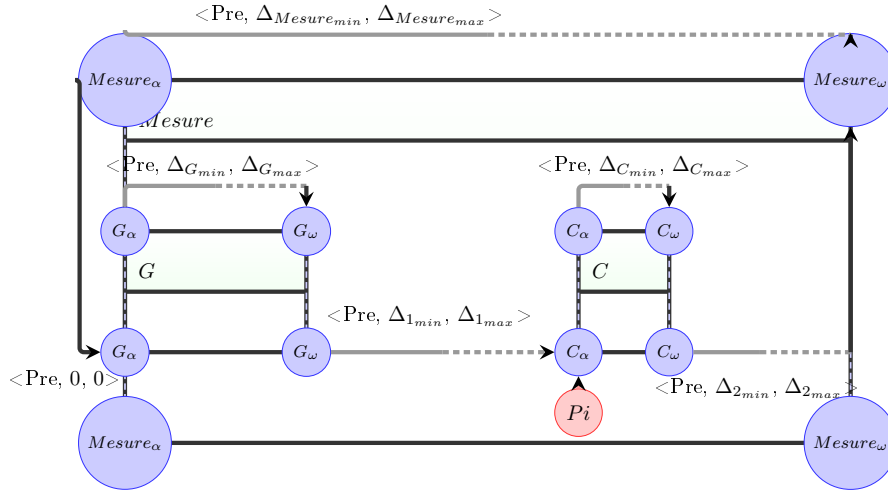 <Pre, Δ_{Mesure_{min}}, Δ_{Mesure_{max}}>
Mesure_α
Mesure_ω
Mesure
<Pre, Δ_{G_{min}}, Δ_{G_{max}}>
<Pre, Δ_{C_{min}}, Δ_{C_{max}}>
G_α
G_ω
C_α
C_ω
G
C
<Pre, Δ_{1_{min}}, Δ_{1_{max}}>
G_α
G_ω
C_α
C_ω
<Pre, 0, 0>
<Pre, Δ_{2_{min}}, Δ_{2_{max}}>
Pi
Mesure_α
Mesure_ω